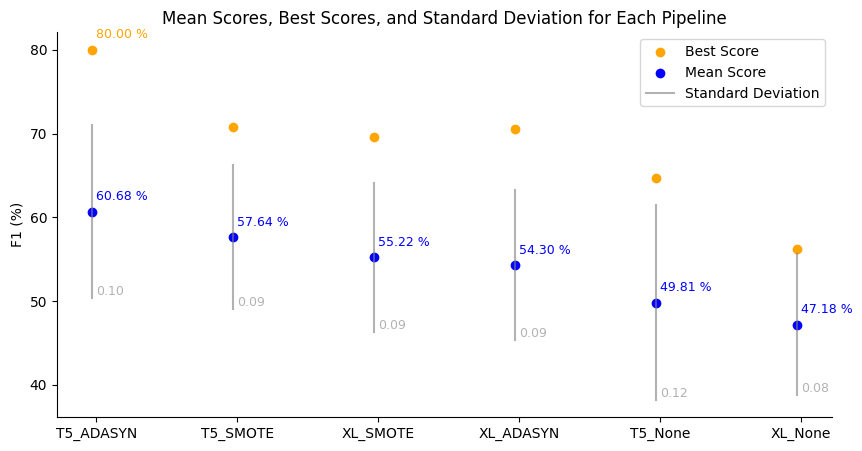 Mean Scores, Best Scores, and Standard Deviation for Each Pipeline
F1 (%)
80
70
60
50
40
80.00 %
60.68 %
57.64 %
55.22 %
54.30 %
49.81 %
47.18 %
0.10
0.09
0.09
0.09
0.12
0.08
Best Score
Mean Score
Standard Deviation
T5_ADASYN
T5_SMOTE
XL_SMOTE
XL_ADASYN
T5_None
XL_None